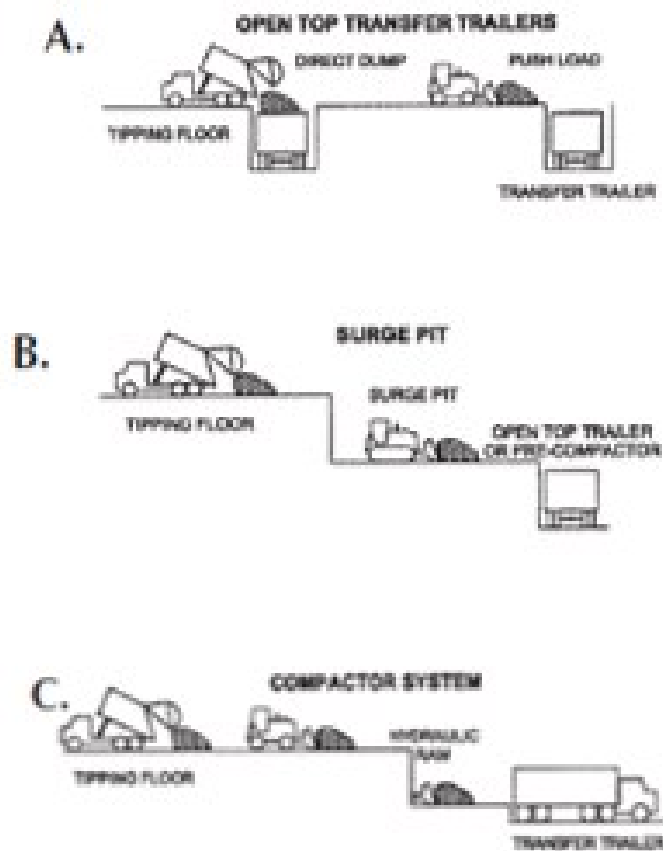 A.
OPEN TOP TRANSFER TRAILERS
DIRECT DUMP
PUSH LOAD
TIPPING FLOOR
TRANSFER TRAILER
B.
SURGE PIT
SURGE PIT
TIPPING FLOOR
OPEN TOP TRAILER
OR PRE-COMPACTOR
C.
COMPACTOR SYSTEM
HYDRAULIC
RAM
TIPPING FLOOR
TRANSFER TRAILER